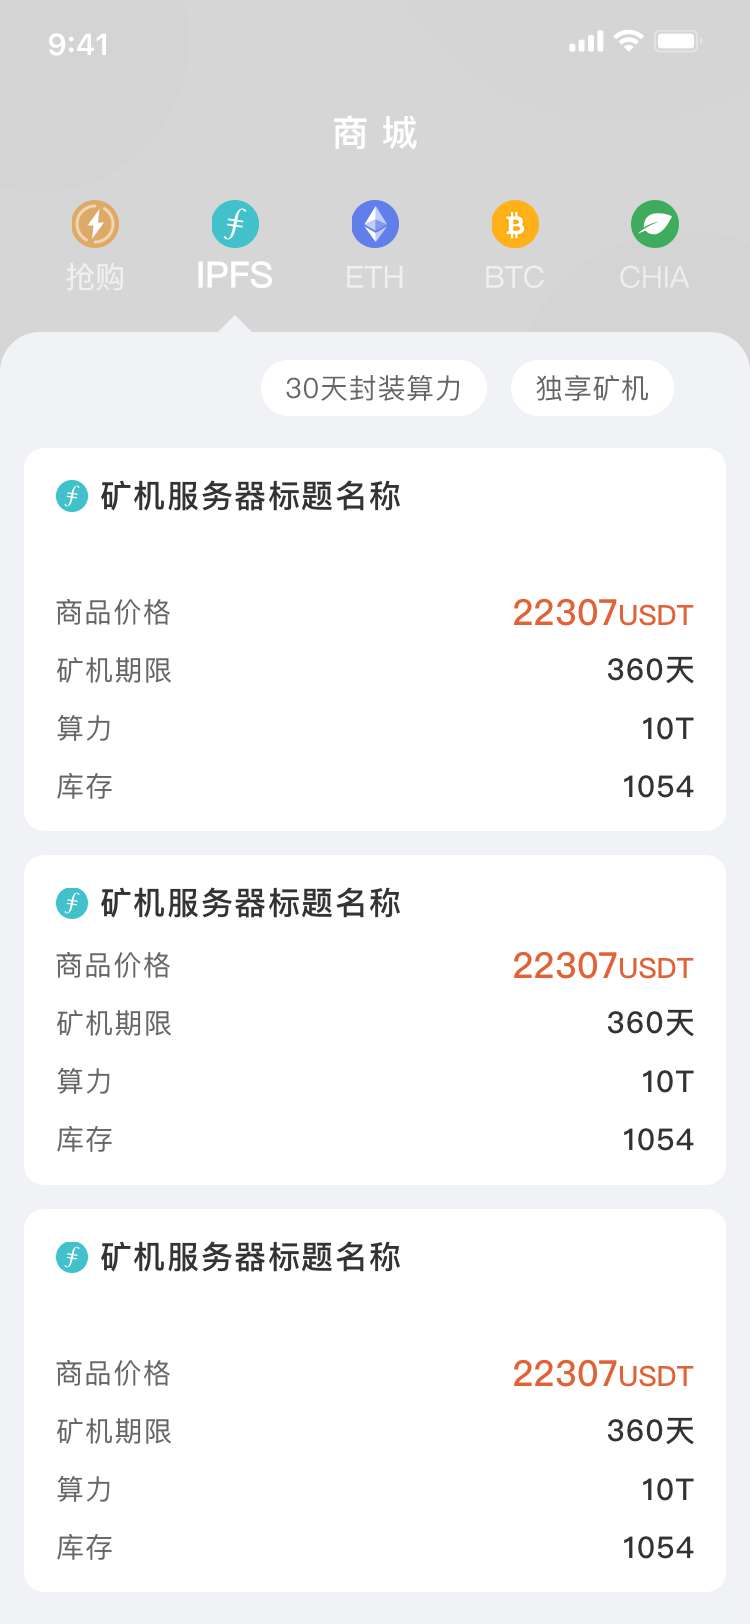 9:41
商城
抢购 IPFS ETH BTC CHIA
30天封装算力 独享矿机
矿机服务器标题名称
商品价格 22307USDT
矿机期限 360天
算力 10T
库存 1054
矿机服务器标题名称
商品价格 22307USDT
矿机期限 360天
算力 10T
库存 1054
矿机服务器标题名称
商品价格 22307USDT
矿机期限 360天
算力 10T
库存 1054